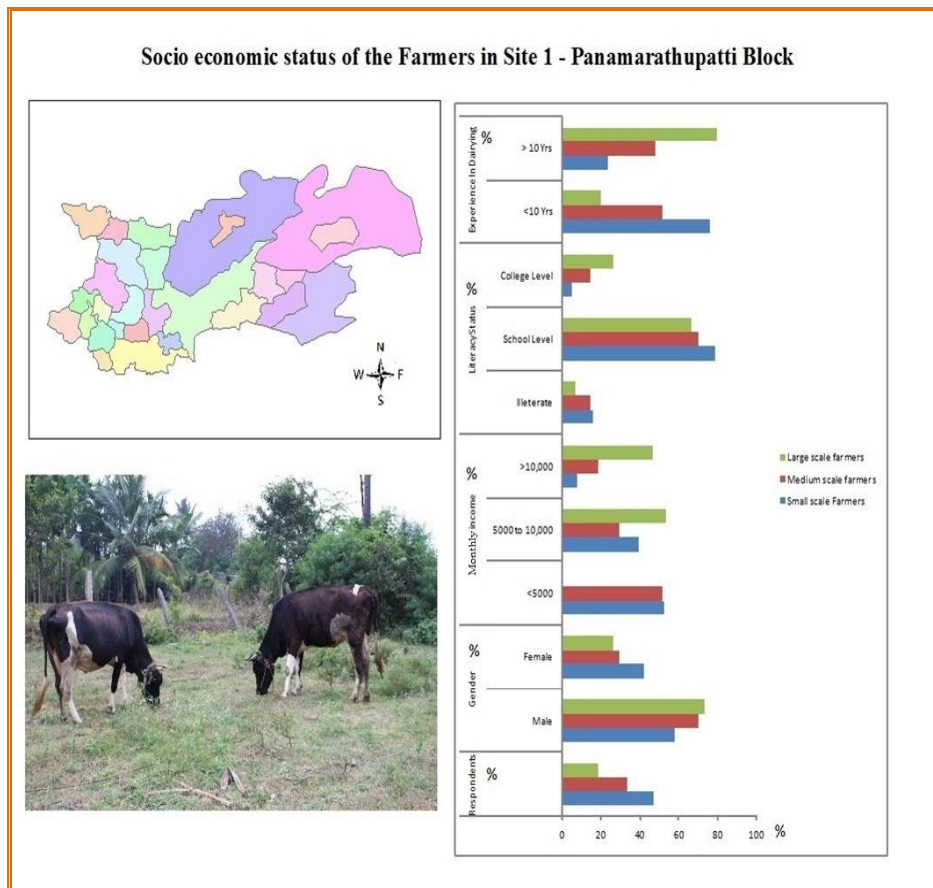 Socio economic status of the Farmers in Site 1 - Panamarathupatti Block
N
W F
S
Experience In Dairying
%
> 10 Yrs
<10 Yrs
Literacy Status
%
College Level
School Level
Illeterate
Monthly income
%
>10,000
5000 to 10,000
<5000
Gender
%
Female
Male
Respondents
%
0 20 40 60 80 100 %
Large scale farmers
Medium scale farmers
Small scale Farmers